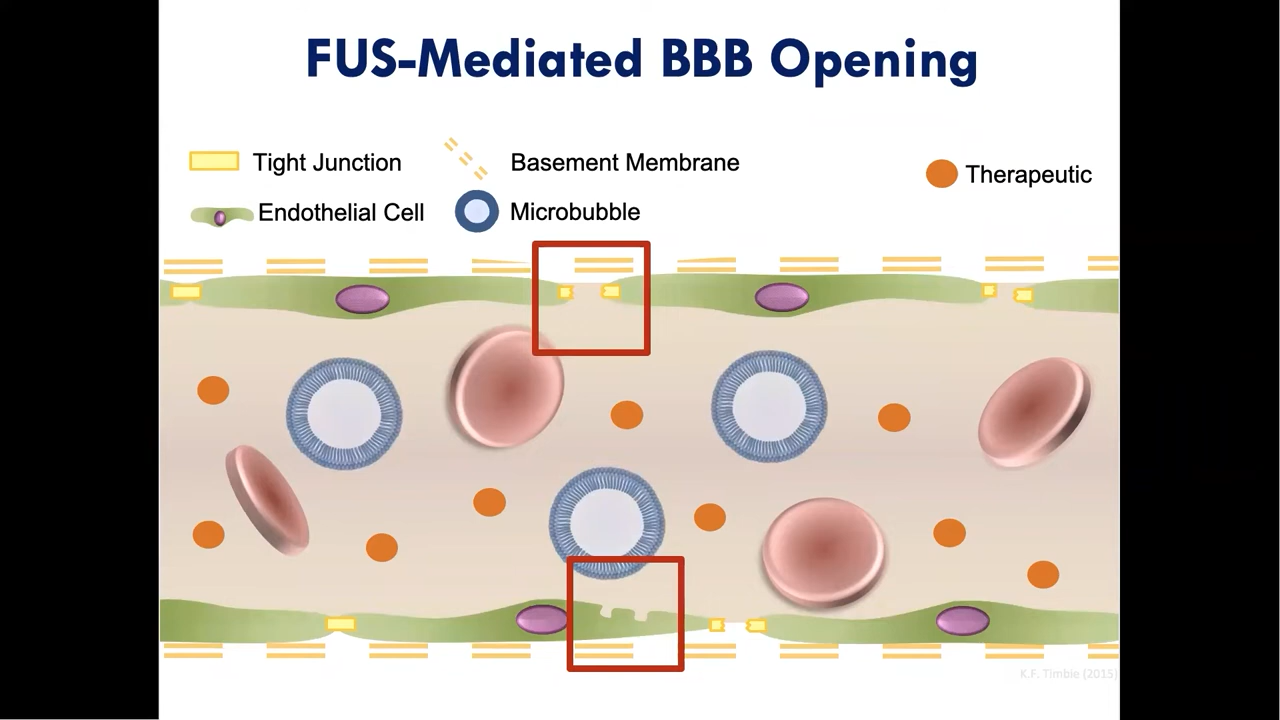 FUS-Mediated BBB Opening
Tight Junction
Basement Membrane
Therapeutic
Endothelial Cell
Microbubble
K.F. Timbie (2015)